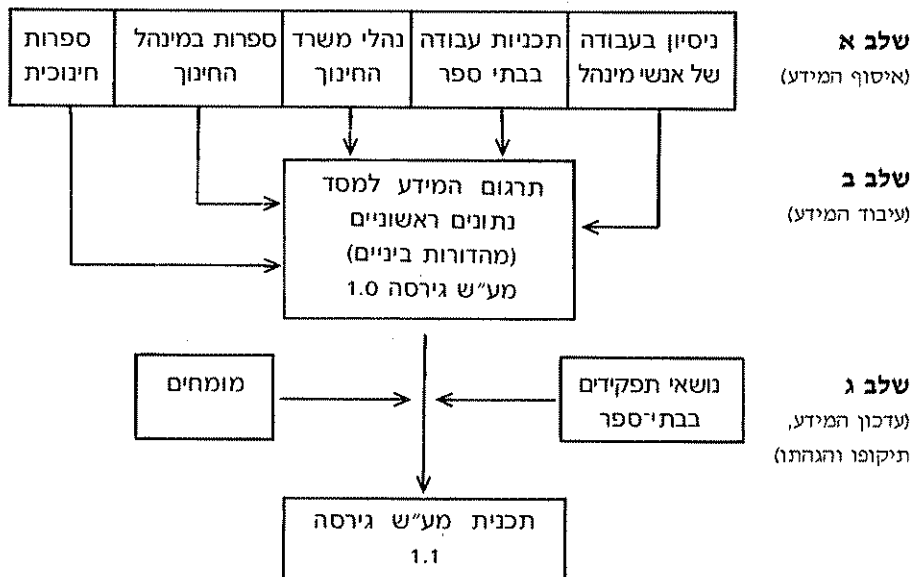 שלב א
(איסוף המידע)
ניסיון בעבודה
של אנשי מינהל
תכניות עבודה
בבתי ספר
נהלי משרד
החינוך
ספרות במינהל
החינוך
ספרות
חינוכית
שלב ב
(עיבוד המידע)
תרגום המידע למסד
נתונים ראשוניים
(מהדורות ביניים)
מע״ש גירסה 1.0
שלב ג
(עדכון המידע,
תיקופו והגהתו)
נושאי תפקידים
בבתי־ספר
מומחים
תכנית מע״ש גירסה
1.1